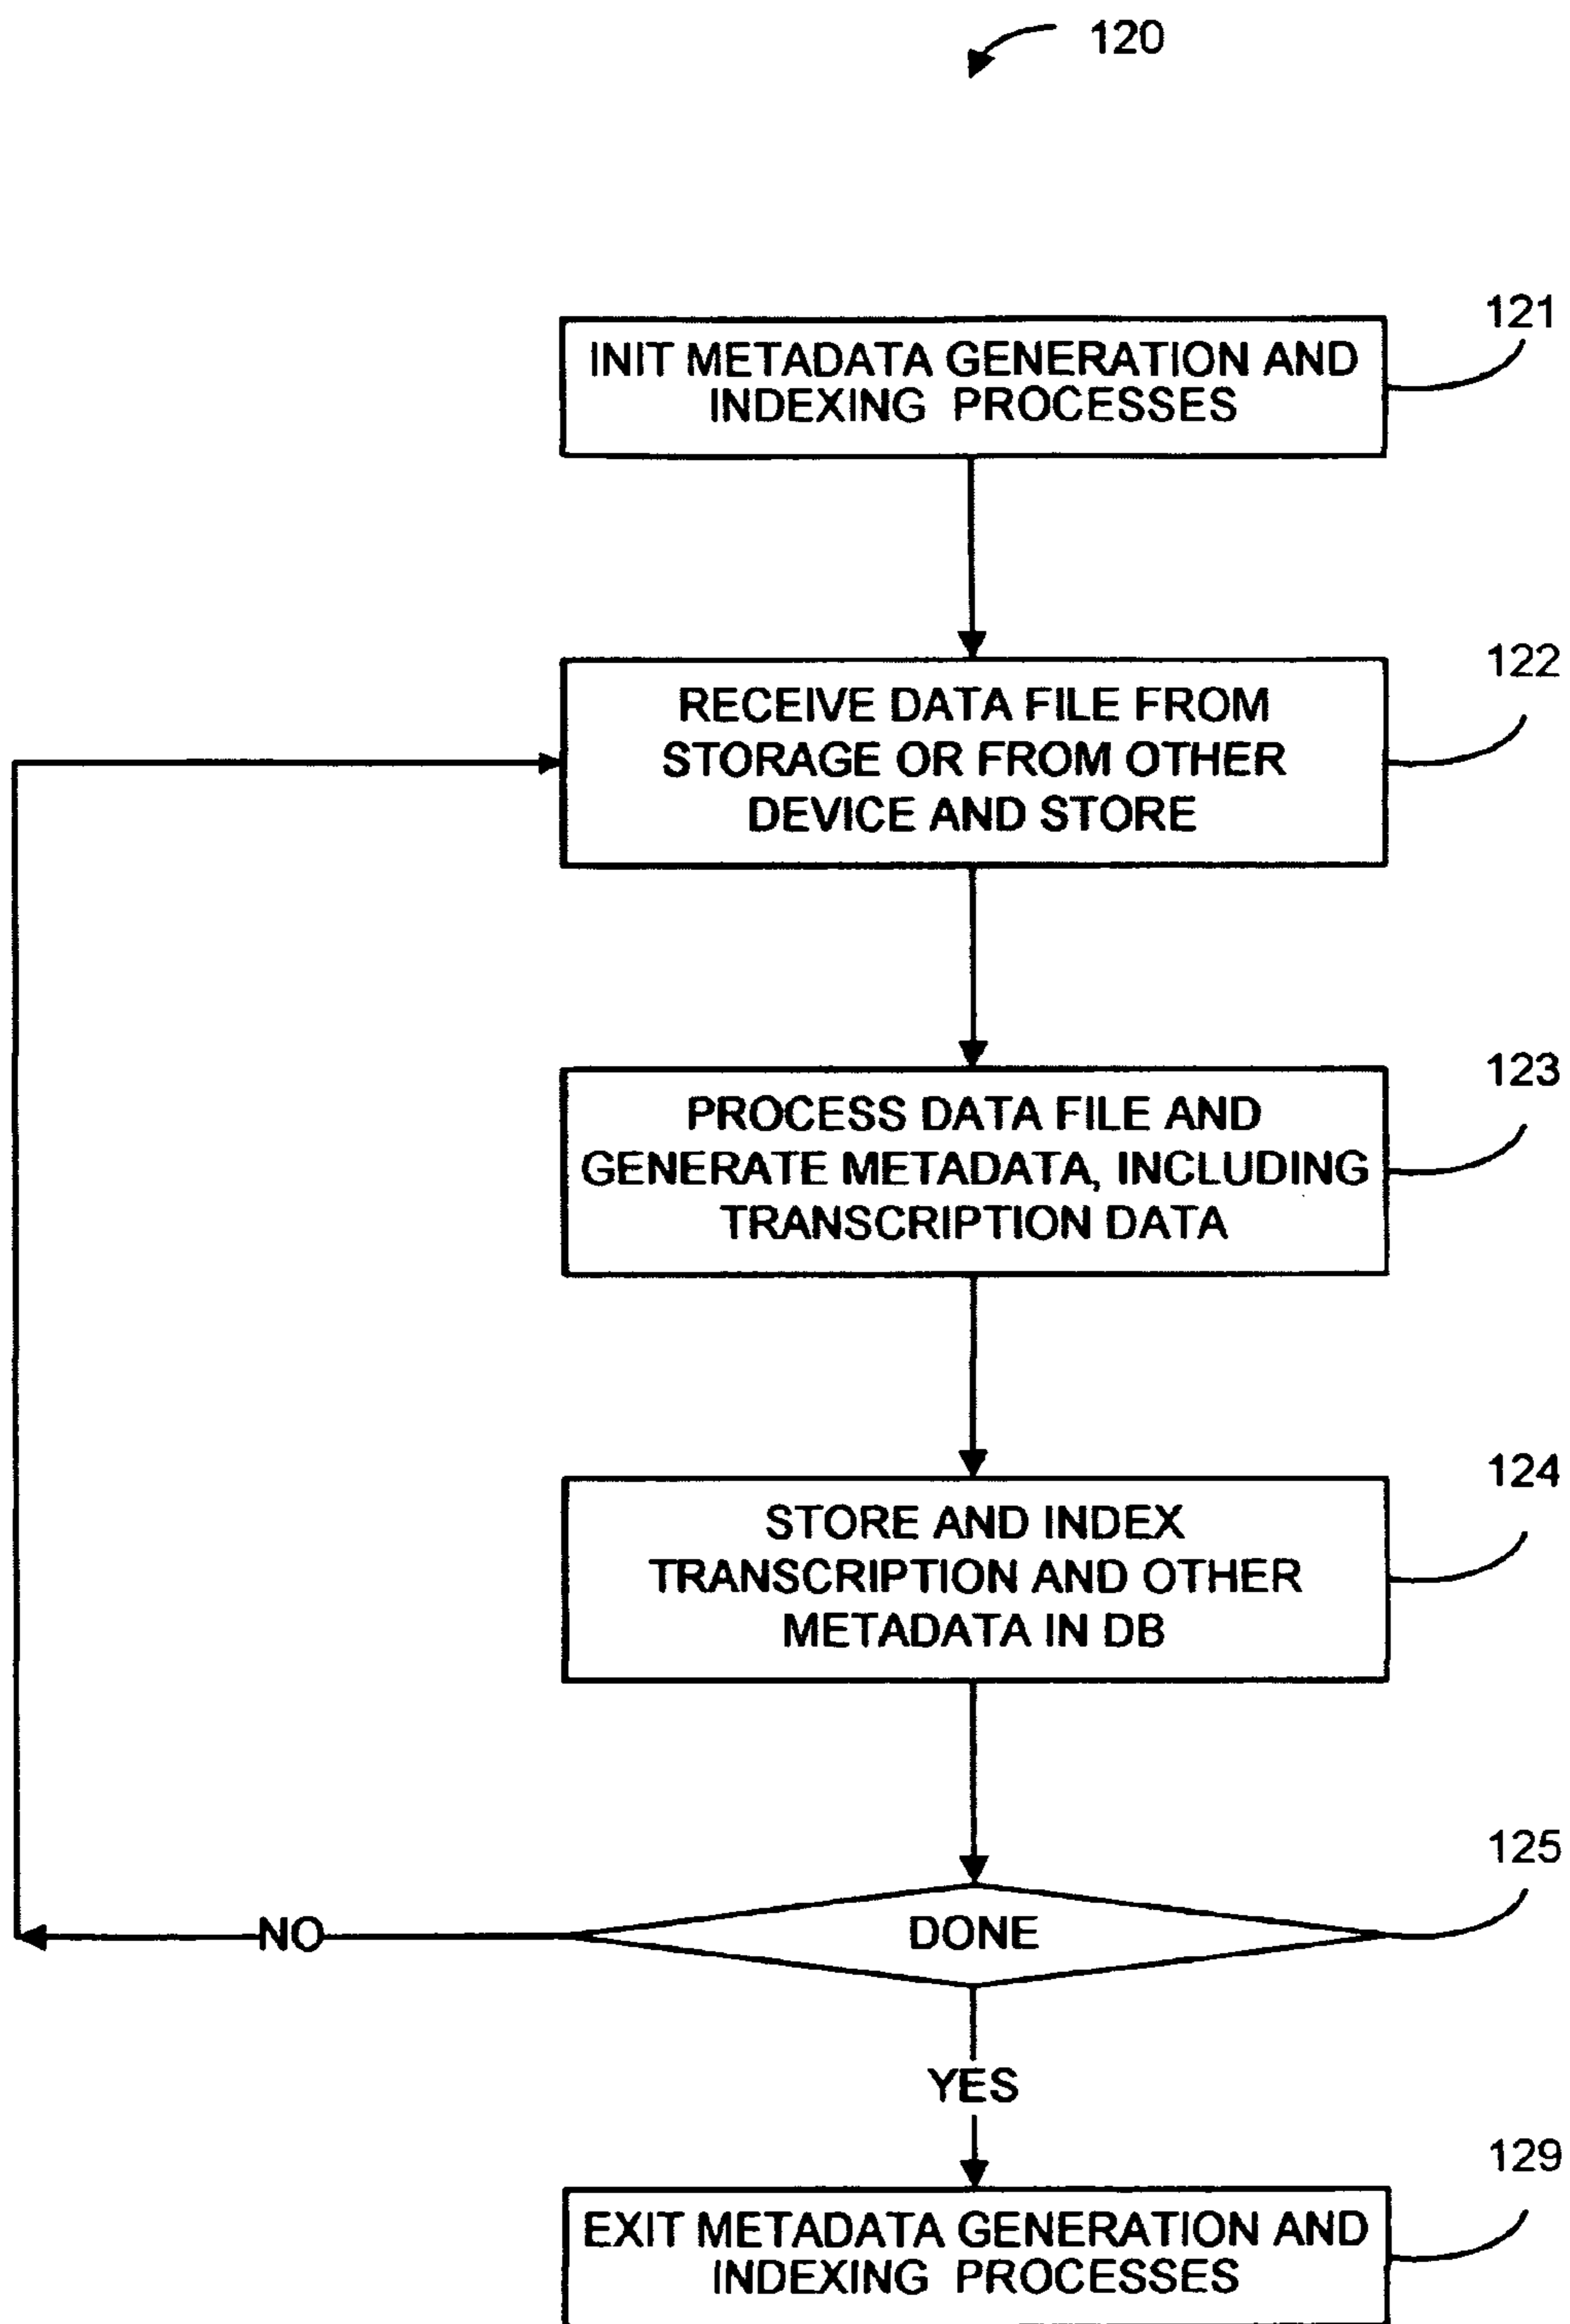 120
121
INIT METADATA GENERATION AND
INDEXING PROCESSES
122
RECEIVE DATA FILE FROM
STORAGE OR FROM OTHER
DEVICE AND STORE
123
PROCESS DATA FILE AND
GENERATE METADATA, INCLUDING
TRANSCRIPTION DATA
124
STORE AND INDEX
TRANSCRIPTION AND OTHER
METADATA IN DB
125
DONE
NO
YES
129
EXIT METADATA GENERATION AND
INDEXING PROCESSES